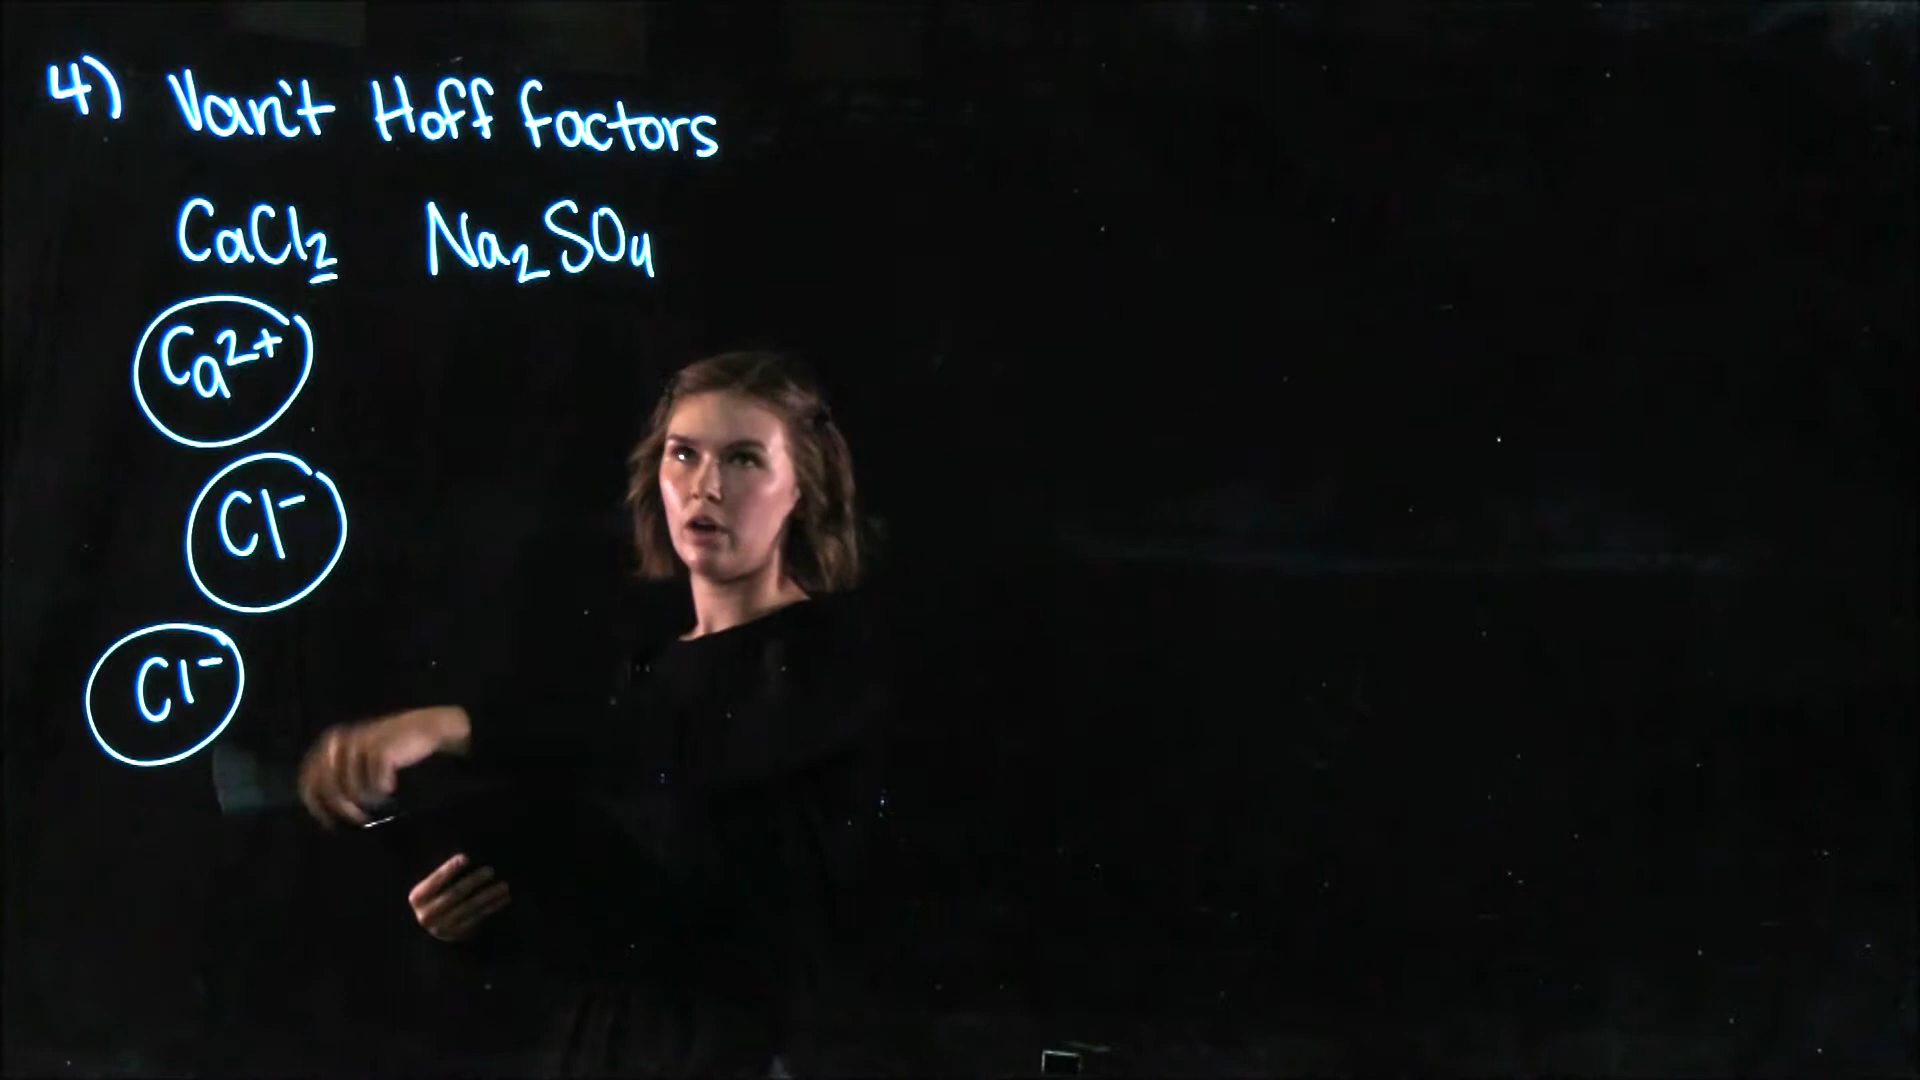 4) Van't Hoff factors
CaCl₂ Na₂SO₄
Ca²⁺
Cl⁻
Cl⁻